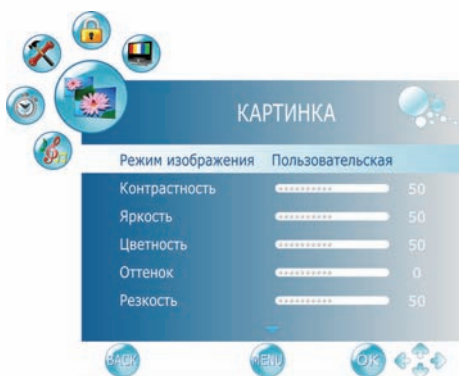 КАРТИНКА
Режим изображения Пользовательская
Контрастность 50
Яркость 50
Цветность 50
Оттенок 0
Резкость 50
BACK MENU OK